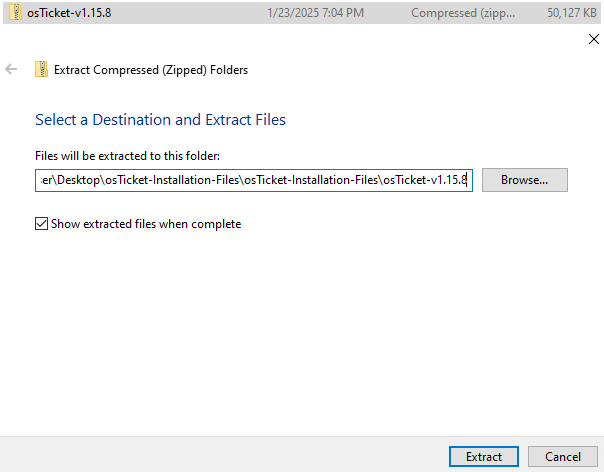 osTicket-v1.15.8 1/23/2025 7:04 PM Compressed (zipp... 50,127 KB
Extract Compressed (Zipped) Folders
Select a Destination and Extract Files
Files will be extracted to this folder:
:er\Desktop\osTicket-Installation-Files\osTicket-Installation-Files\osTicket-v1.15.8
Browse...
Show extracted files when complete
Extract Cancel